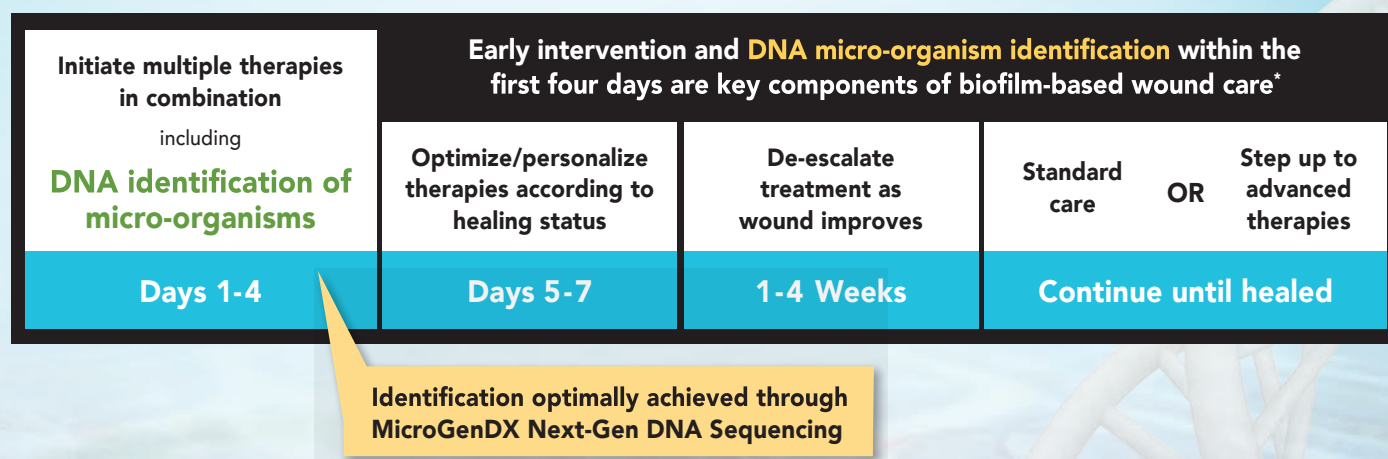 Initiate multiple therapies
in combination
including
DNA identification of
micro-organisms
Days 1-4
Early intervention and DNA micro-organism identification within the
first four days are key components of biofilm-based wound care*
Optimize/personalize
therapies according to
healing status
Days 5-7
De-escalate
treatment as
wound improves
1-4 Weeks
Standard
care
OR
Step up to
advanced
therapies
Continue until healed
Identification optimally achieved through
MicroGenDX Next-Gen DNA Sequencing